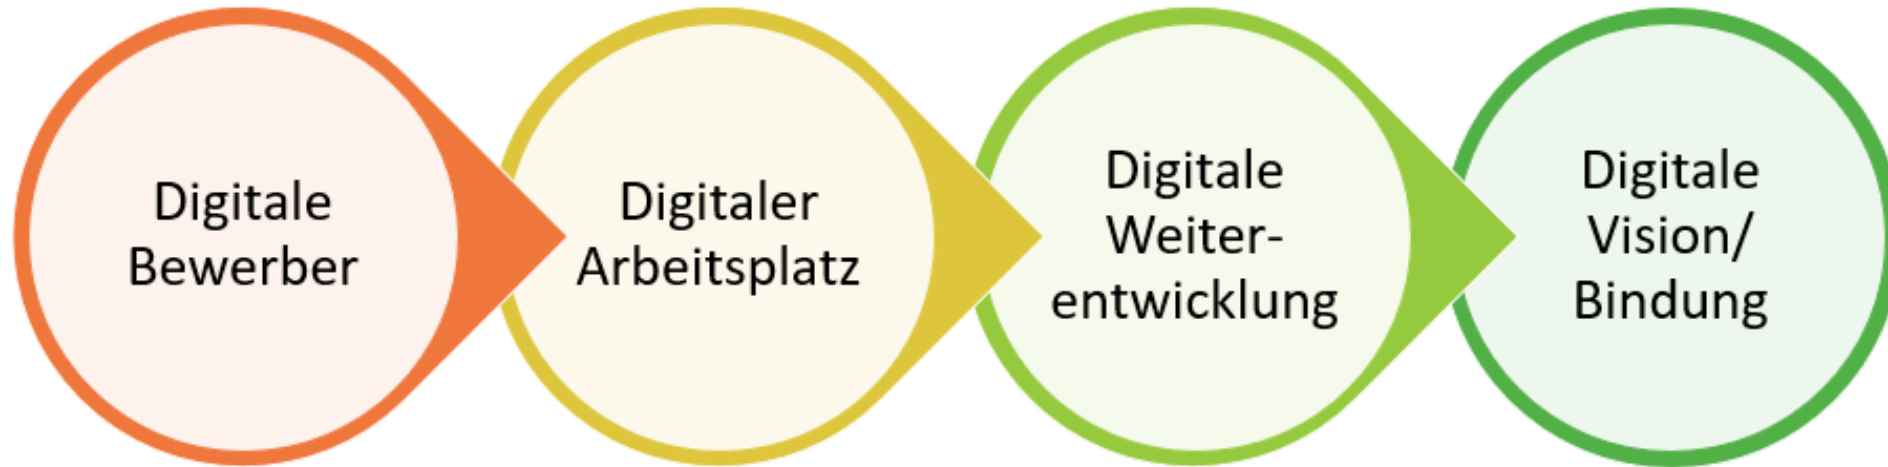 Digitale
Bewerber
Digitaler
Arbeitsplatz
Digitale
Weiter-
entwicklung
Digitale
Vision/
Bindung